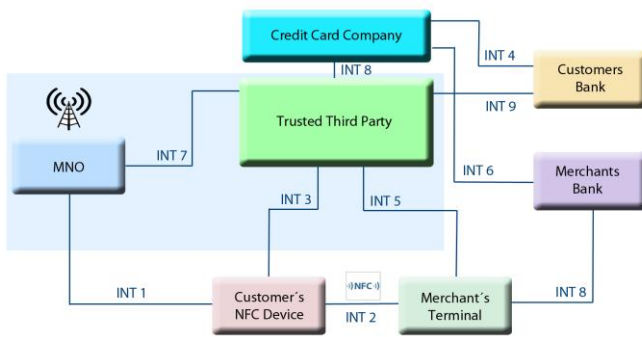 Credit Card Company
INT 4
INT 8
Customers
Bank
Trusted Third Party
INT 9
INT 7
MNO
INT 6
Merchants
Bank
INT 3
INT 5
INT 1
Customer´s
NFC Device
NFC
INT 2
Merchant´s
Terminal
INT 8